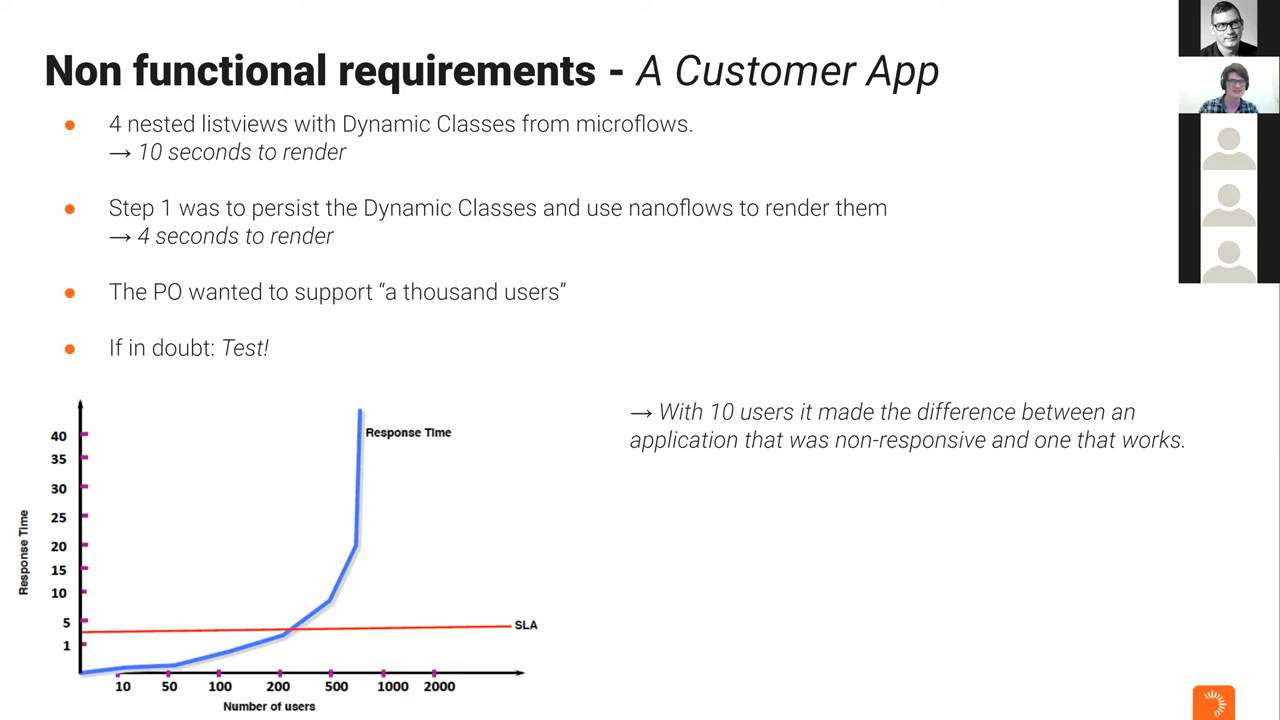 Non functional requirements - A Customer App
● 4 nested listviews with Dynamic Classes from microflows.
→ 10 seconds to render
● Step 1 was to persist the Dynamic Classes and use nanoflows to render them
→ 4 seconds to render
● The PO wanted to support “a thousand users”
● If in doubt: Test!
→ With 10 users it made the difference between an
application that was non-responsive and one that works.
Response Time
40
35
30
25
20
15
10
5
1
Response Time
SLA
10 50 100 200 500 1000 2000
Number of users